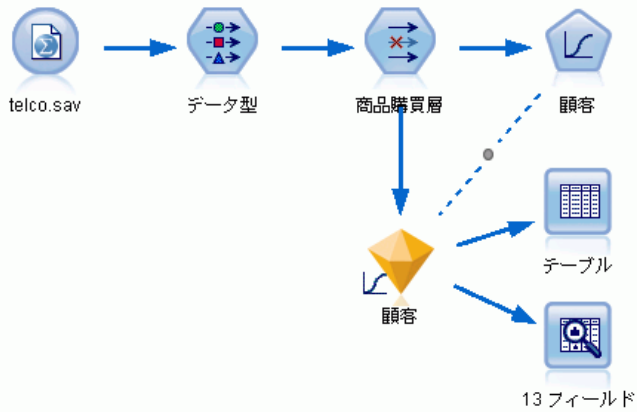 telco.sav
データ型
商品購買層
顧客
テーブル
顧客
13 フィールド